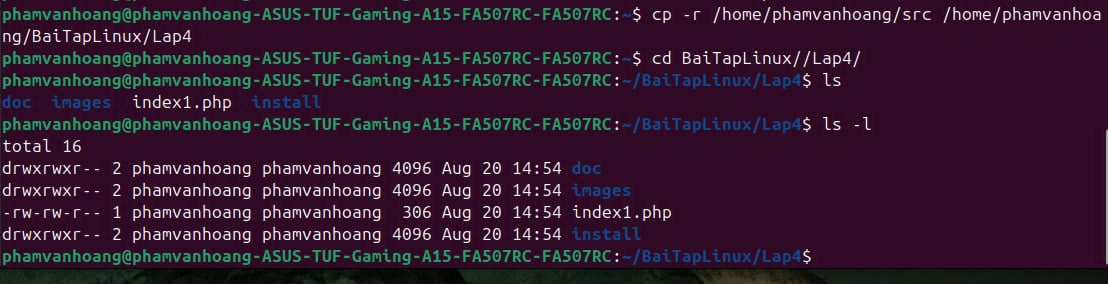 phamvanhoang@phamvanhoang-ASUS-TUF-Gaming-A15-FA507RC-FA507RC:~$ cp -r /home/phamvanhoang/src /home/phamvanhoa
ng/BaiTapLinux/Lap4
phamvanhoang@phamvanhoang-ASUS-TUF-Gaming-A15-FA507RC-FA507RC:~$ cd BaiTapLinux//Lap4/
phamvanhoang@phamvanhoang-ASUS-TUF-Gaming-A15-FA507RC-FA507RC:~/BaiTapLinux/Lap4$ ls
doc  images  index1.php  install
phamvanhoang@phamvanhoang-ASUS-TUF-Gaming-A15-FA507RC-FA507RC:~/BaiTapLinux/Lap4$ ls -l
total 16
drwxrwxr-- 2 phamvanhoang phamvanhoang 4096 Aug 20 14:54 doc
drwxrwxr-- 2 phamvanhoang phamvanhoang 4096 Aug 20 14:54 images
-rw-rw-r-- 1 phamvanhoang phamvanhoang  306 Aug 20 14:54 index1.php
drwxrwxr-- 2 phamvanhoang phamvanhoang 4096 Aug 20 14:54 install
phamvanhoang@phamvanhoang-ASUS-TUF-Gaming-A15-FA507RC-FA507RC:~/BaiTapLinux/Lap4$